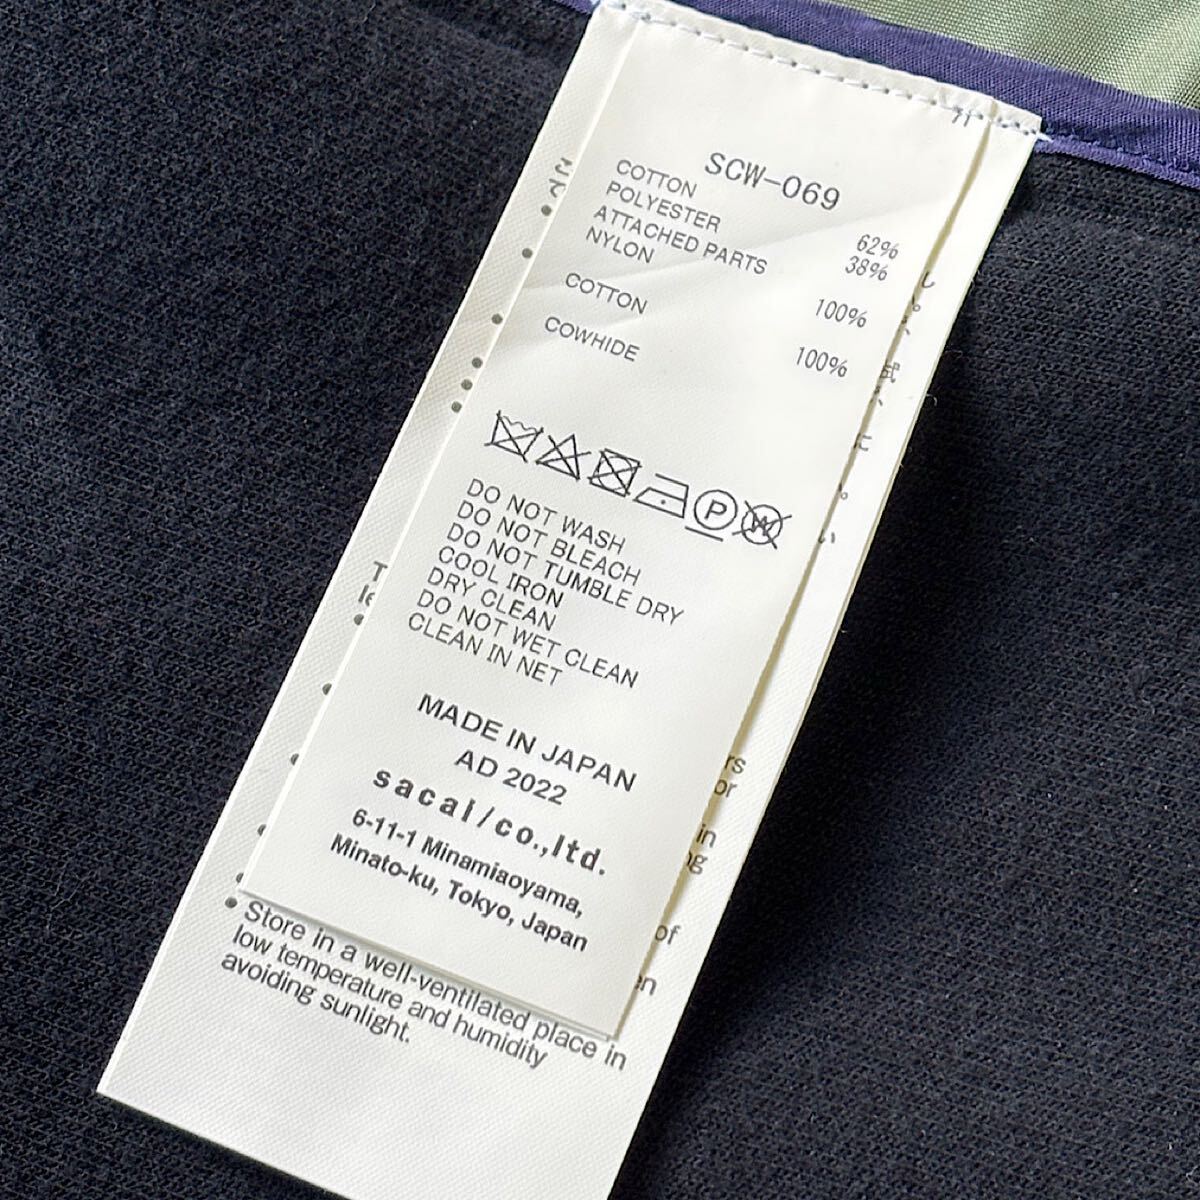 SCW-069
COTTON 62%
POLYESTER 38%
ATTACHED PARTS
NYLON 100%
COTTON 100%
COWHIDE
P
W
DO NOT WASH
DO NOT BLEACH
DO NOT TUMBLE DRY
COOL IRON
DRY CLEAN
DO NOT WET CLEAN
CLEAN IN NET
MADE IN JAPAN
AD 2022
sacai/co.,ltd.
6-11-1 Minamiaoyama,
Minato-ku, Tokyo, Japan
in
of
• Store in a well-ventilated place in
low temperature and humidity
avoiding sunlight.